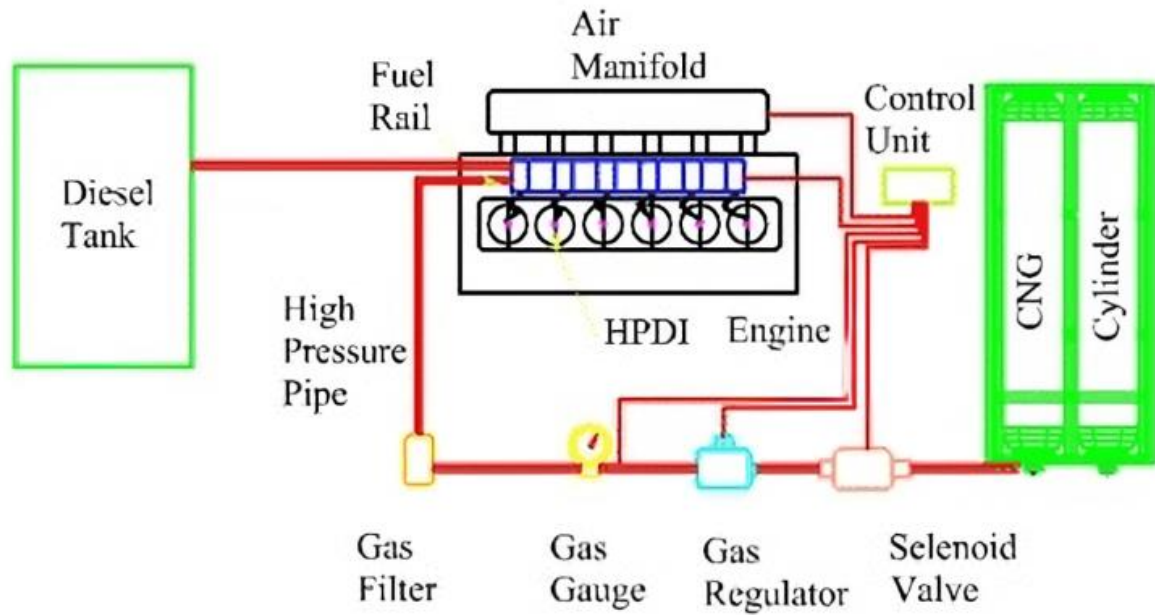 Air
Manifold
Fuel
Rail
Control
Unit
Diesel
Tank
CNG
Cylinder
High
Pressure
Pipe
HPDI
Engine
Gas
Filter
Gas
Gauge
Gas
Regulator
Selenoid
Valve